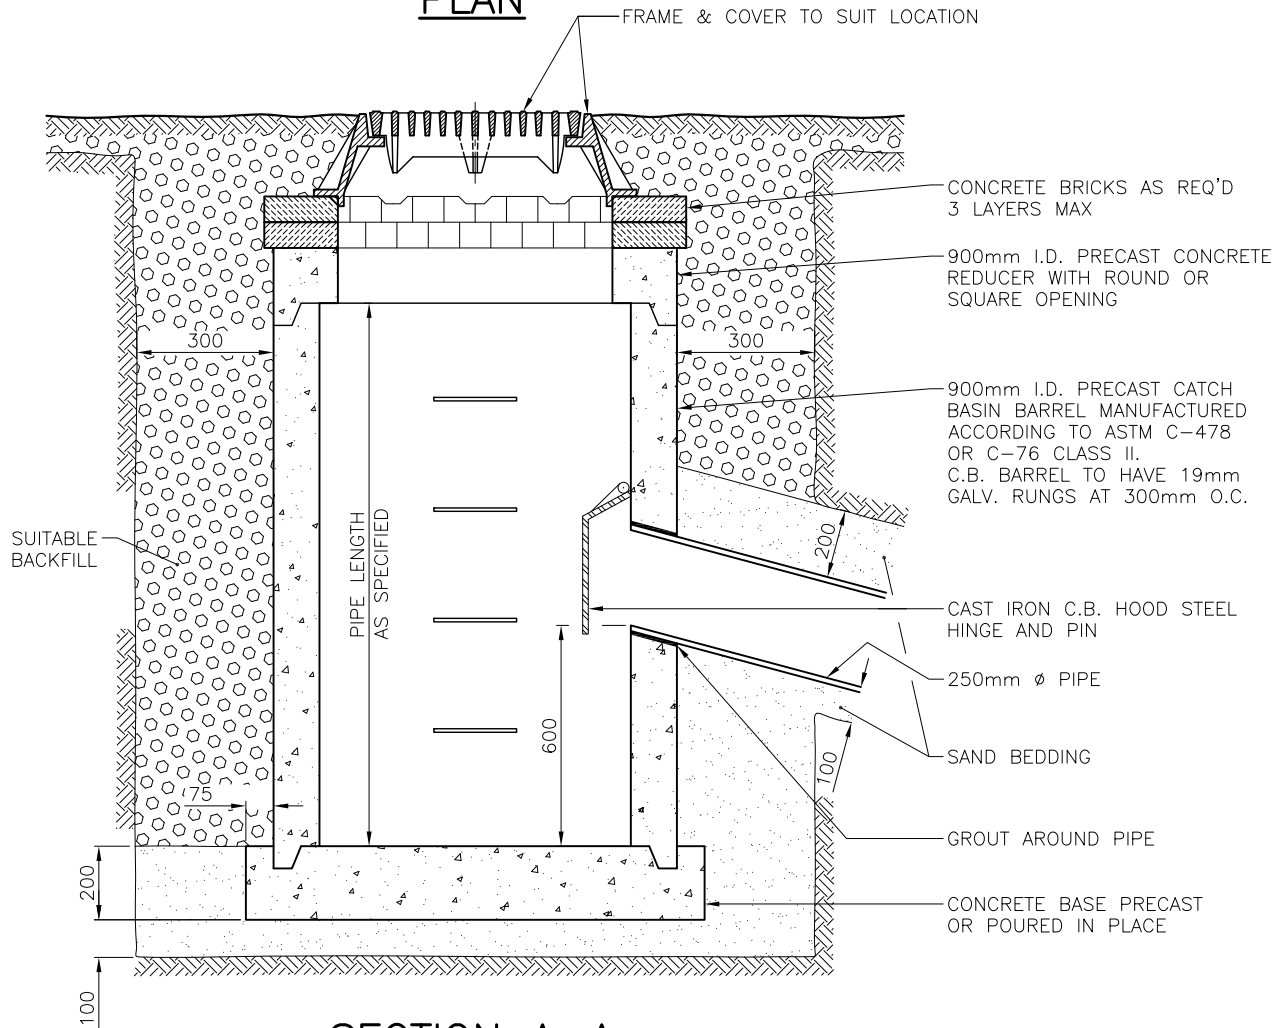 PLAN
FRAME & COVER TO SUIT LOCATION
CONCRETE BRICKS AS REQ'D
3 LAYERS MAX
900mm I.D. PRECAST CONCRETE
REDUCER WITH ROUND OR
SQUARE OPENING
300
300
900mm I.D. PRECAST CATCH
BASIN BARREL MANUFACTURED
ACCORDING TO ASTM C-478
OR C-76 CLASS II.
C.B. BARREL TO HAVE 19mm
GALV. RUNGS AT 300mm O.C.
SUITABLE
BACKFILL
PIPE LENGTH
AS SPECIFIED
200
CAST IRON C.B. HOOD STEEL
HINGE AND PIN
250mm ø PIPE
600
SAND BEDDING
100
75
GROUT AROUND PIPE
200
CONCRETE BASE PRECAST
OR POURED IN PLACE
100
SECTION A-A